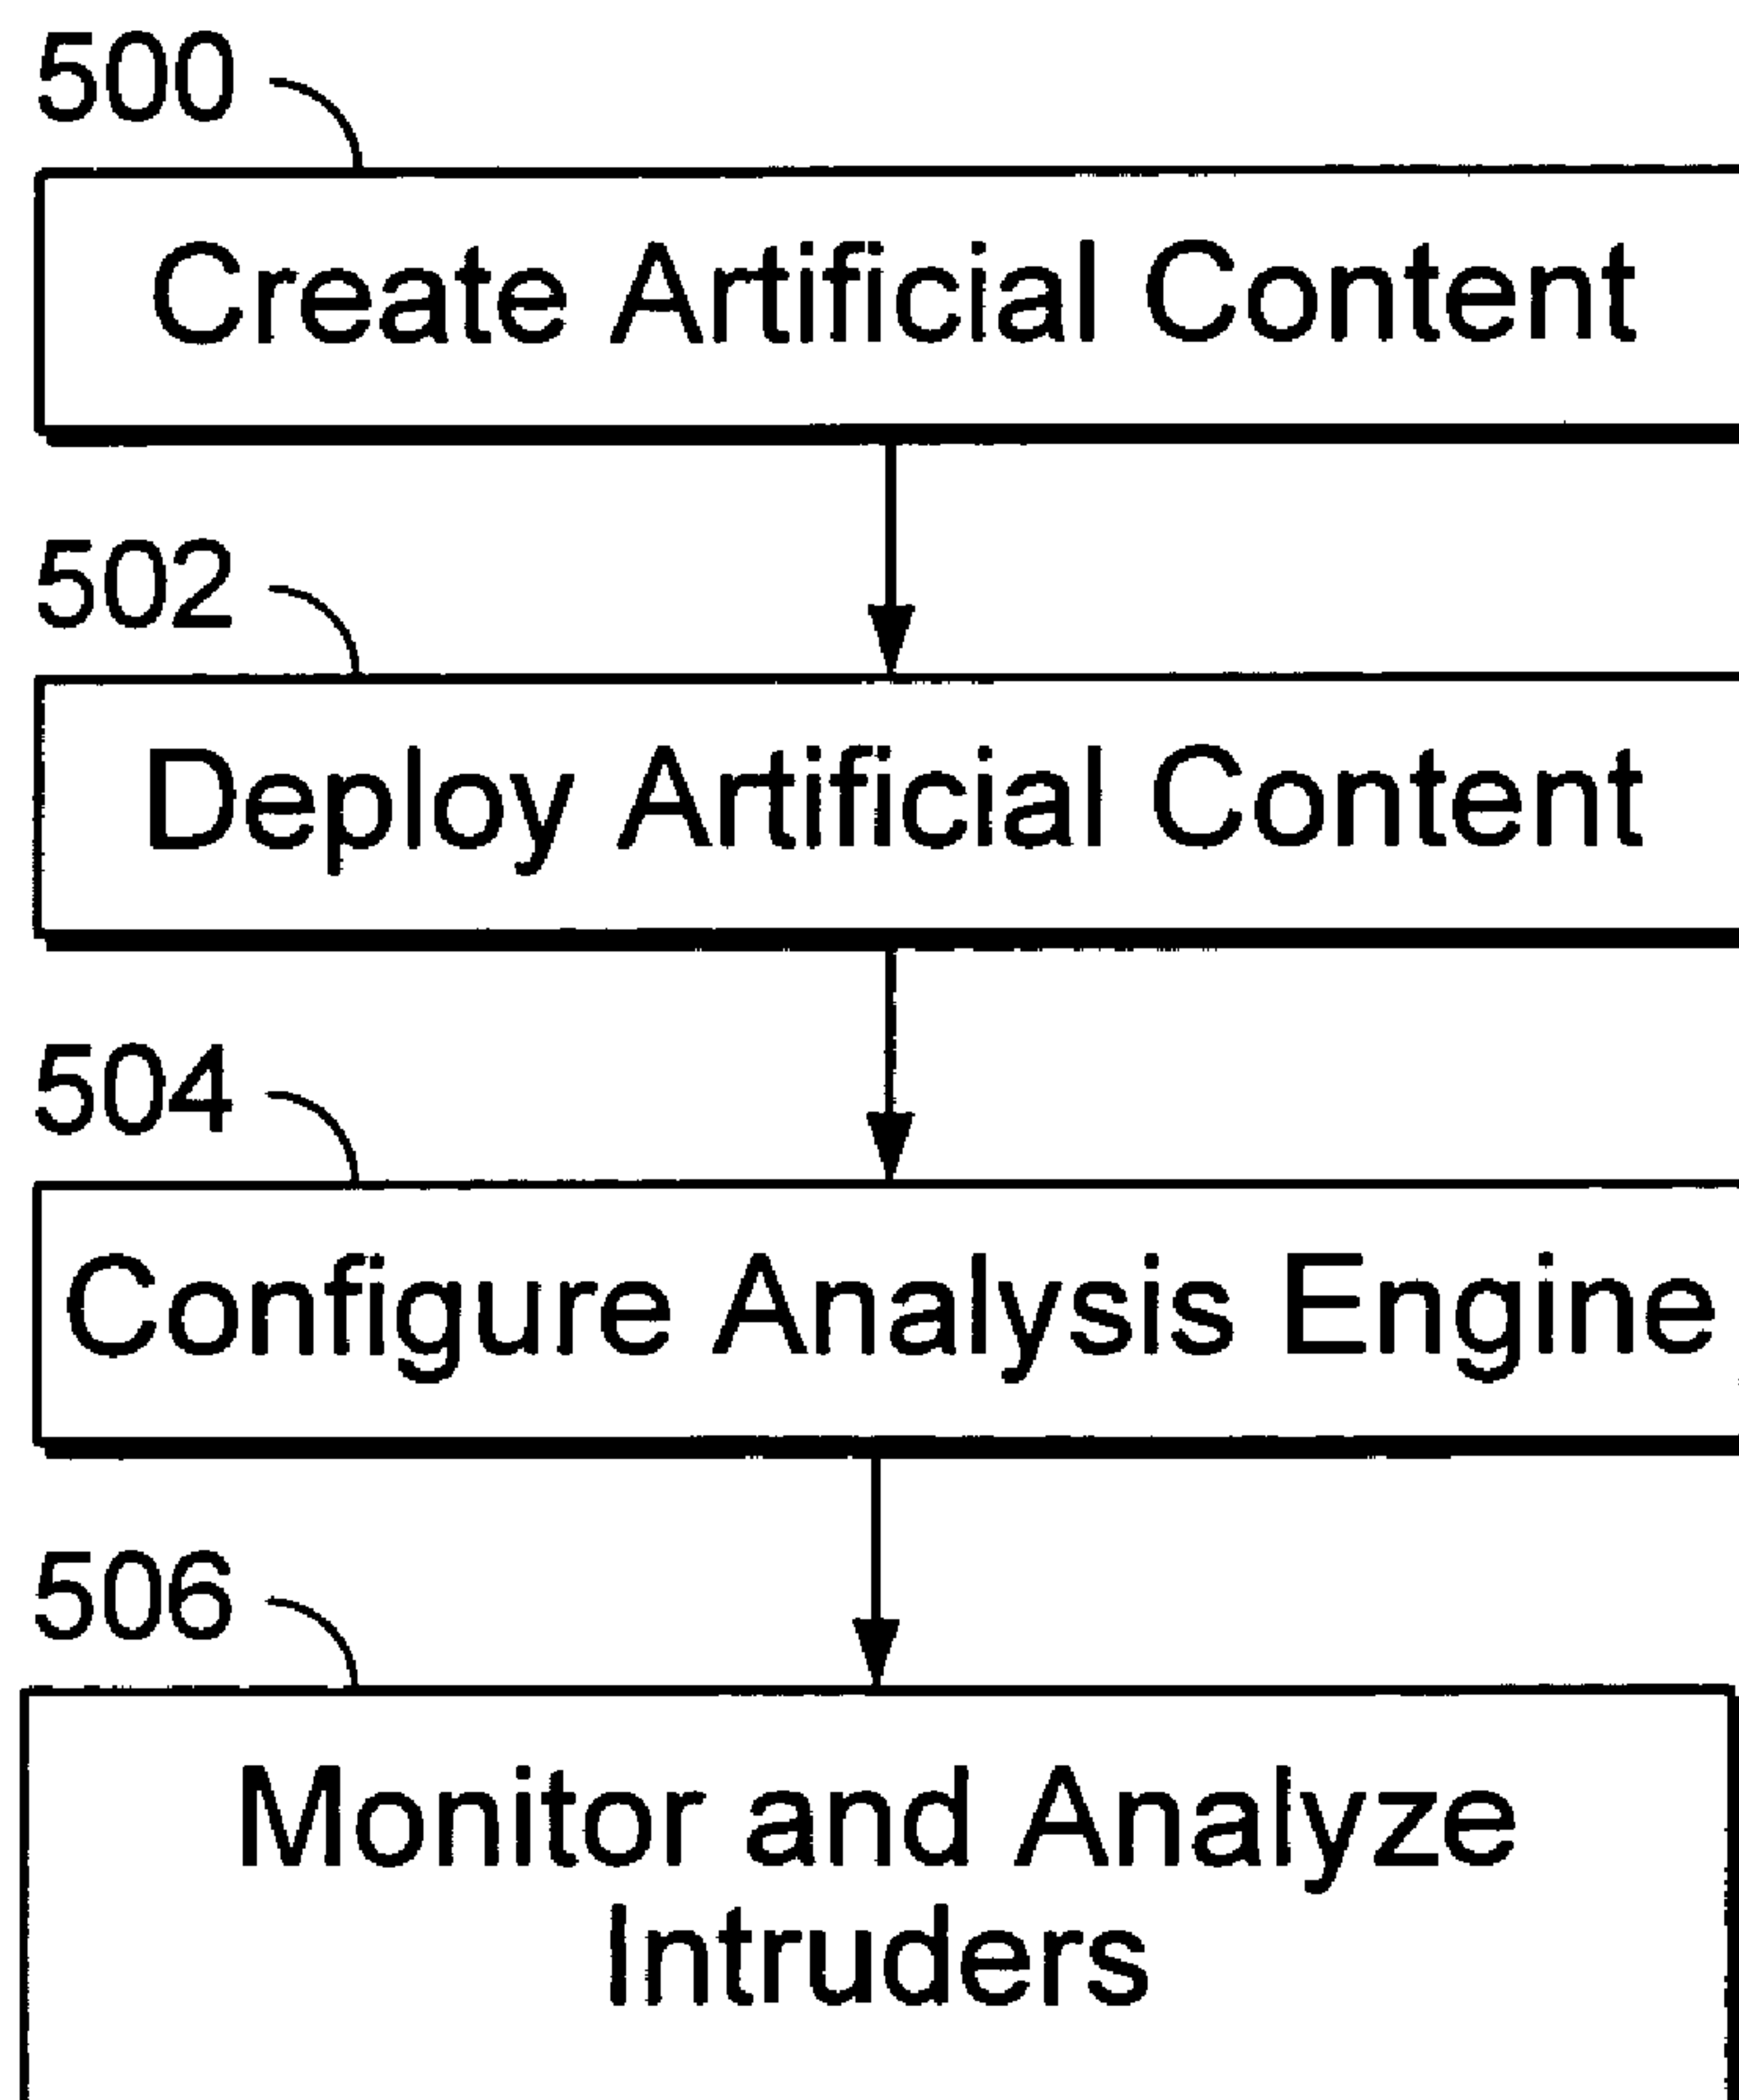 500
Create Artificial Content
502
Deploy Artificial Content
504
Configure Analysis Engine
506
Monitor and Analyze
Intruders